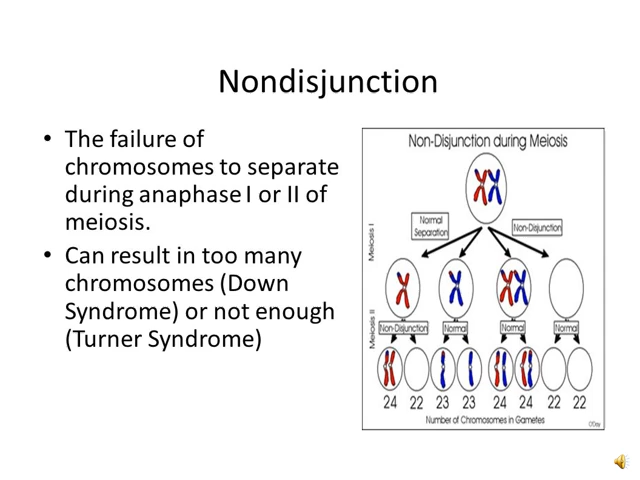 Nondisjunction
• The failure of
chromosomes to separate
during anaphase I or II of
meiosis.
• Can result in too many
chromosomes (Down
Syndrome) or not enough
(Turner Syndrome)
Non-Disjunction during Meiosis
Meiosis I
Normal
Separation
Non-Disjunction
Meiosis II
Non-Disjunction Normal Normal Normal
24 22 23 23 24 24 22 22
Number of Chromosomes in Gametes